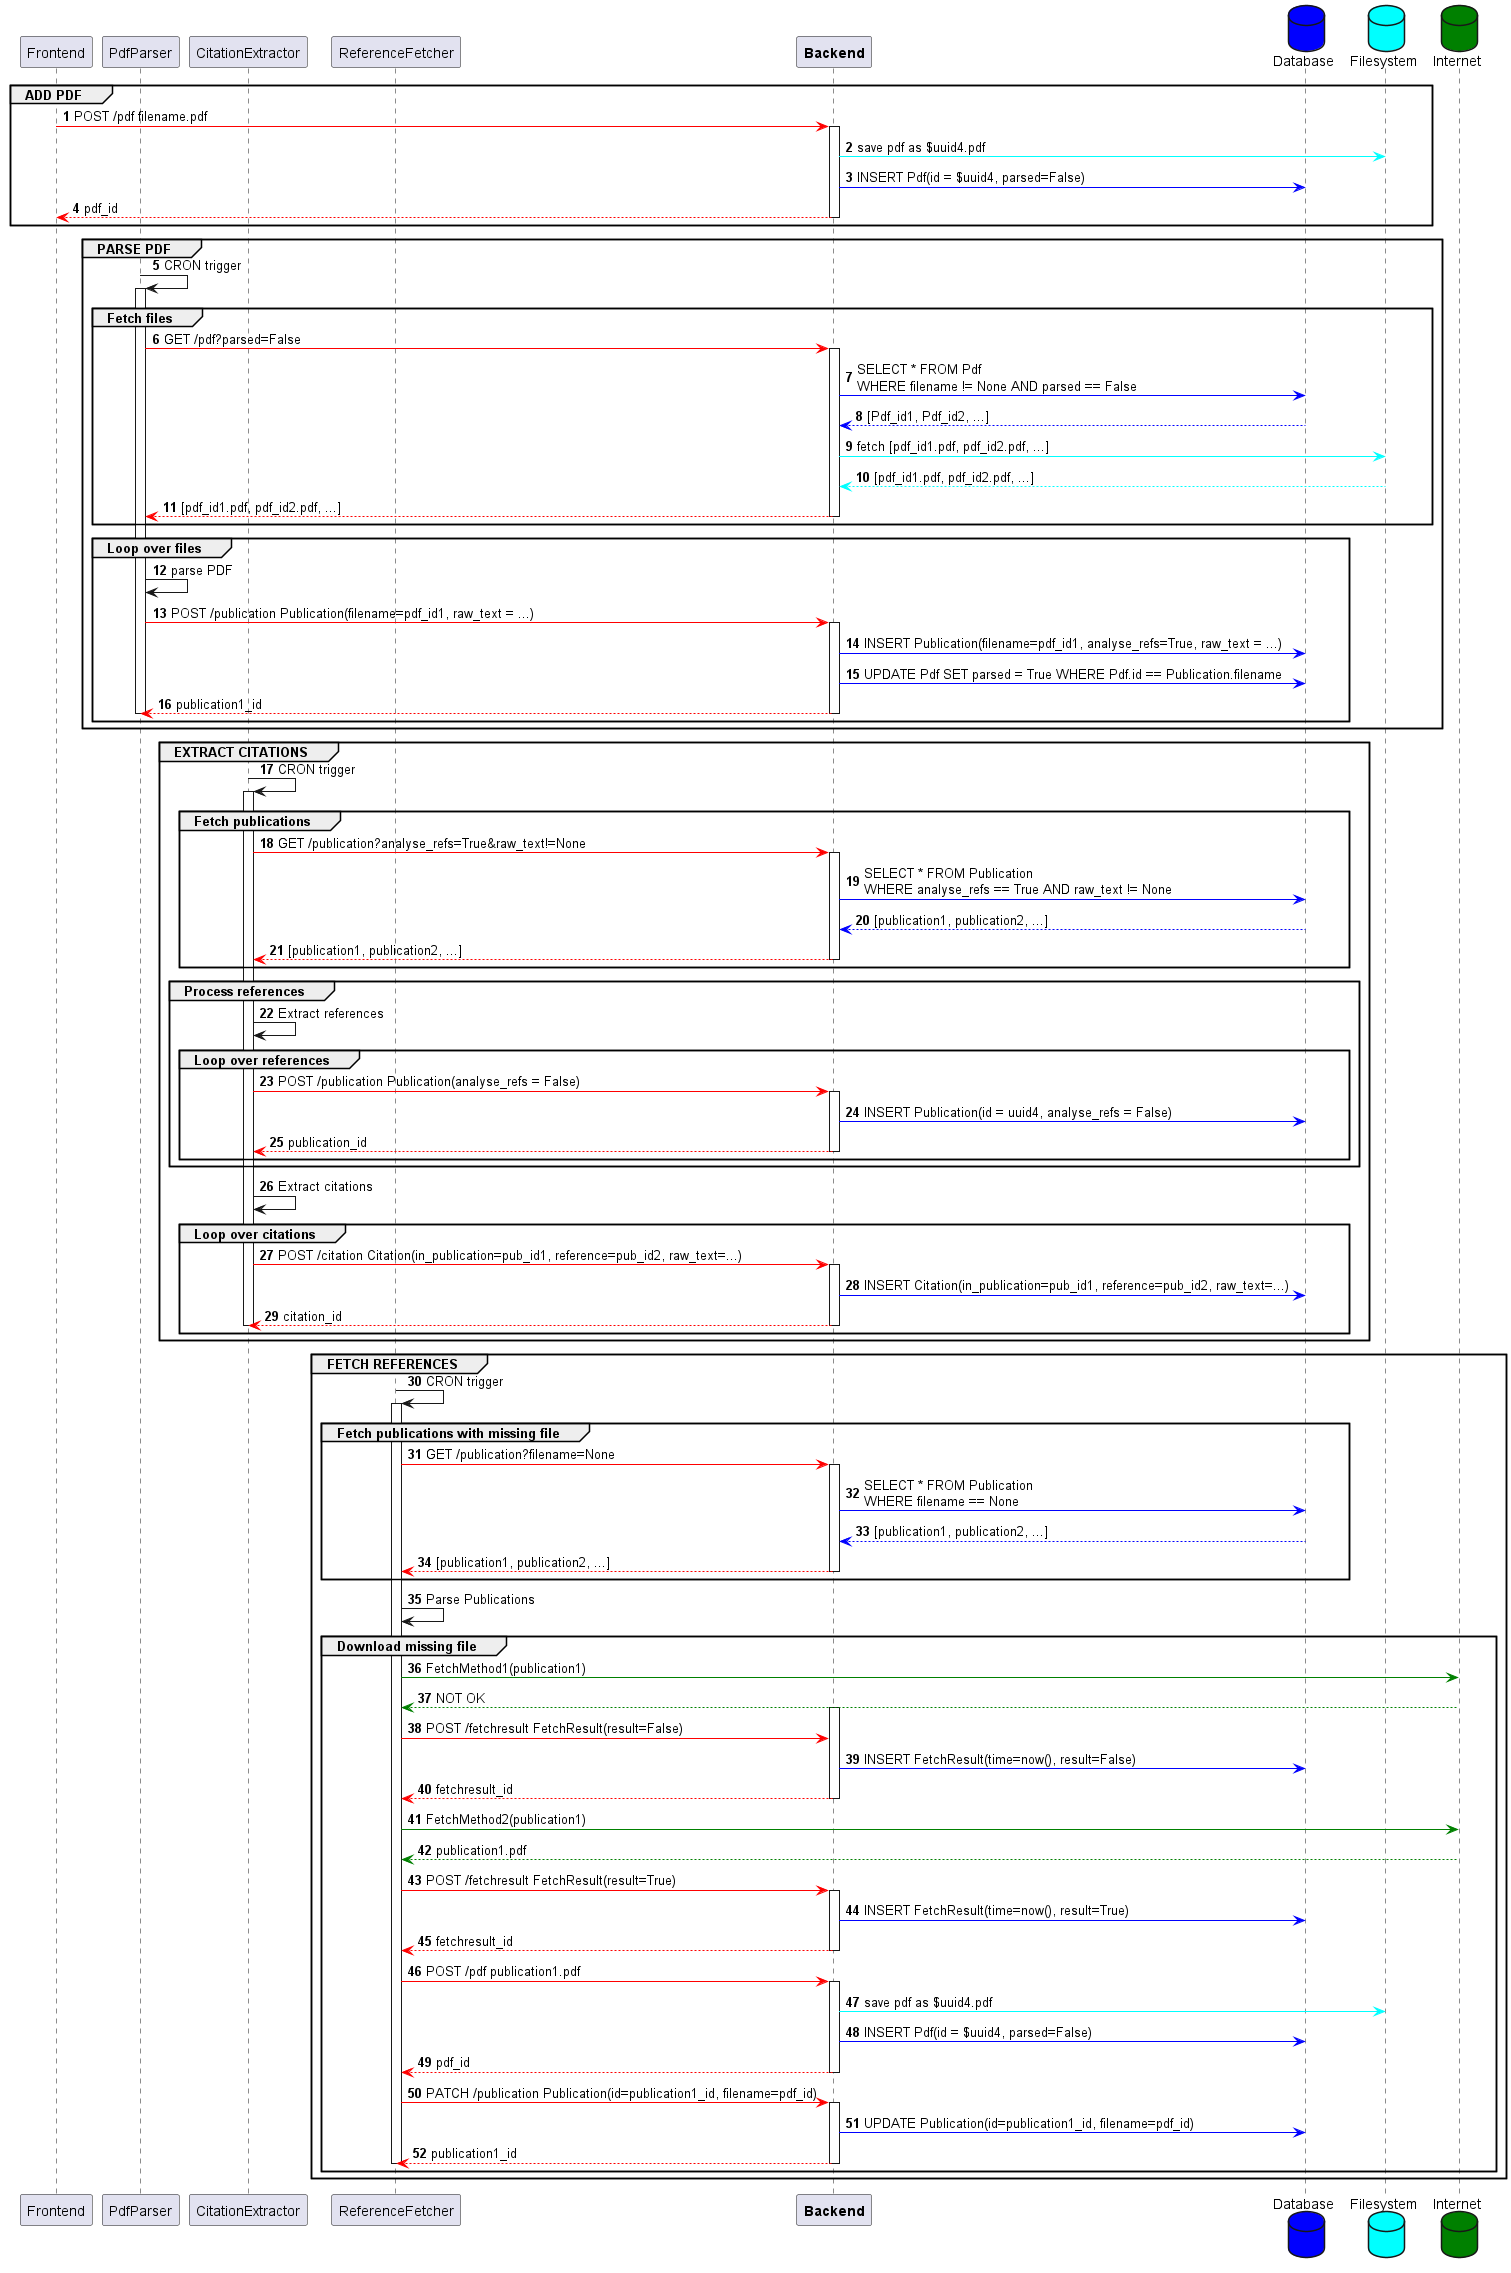 Frontend PdfParser CitationExtractor ReferenceFetcher Backend Database Filesystem Internet
ADD PDF
1 POST /pdf filename.pdf
2 save pdf as $uuid4.pdf
3 INSERT Pdf(id = $uuid4, parsed=False)
4 pdf_id
PARSE PDF
5 CRON trigger
Fetch files
6 GET /pdf?parsed=False
7 SELECT * FROM Pdf
WHERE filename != None AND parsed == False
8 [Pdf_id1, Pdf_id2, ...]
9 fetch [pdf_id1.pdf, pdf_id2.pdf, ...]
10 [pdf_id1.pdf, pdf_id2.pdf, ...]
11 [pdf_id1.pdf, pdf_id2.pdf, ...]
Loop over files
12 parse PDF
13 POST /publication Publication(filename=pdf_id1, raw_text = ...)
14 INSERT Publication(filename=pdf_id1, analyse_refs=True, raw_text = ...)
15 UPDATE Pdf SET parsed = True WHERE Pdf.id == Publication.filename
16 publication1_id
EXTRACT CITATIONS
17 CRON trigger
Fetch publications
18 GET /publication?analyse_refs=True&raw_text!=None
19 SELECT * FROM Publication
WHERE analyse_refs == True AND raw_text != None
20 [publication1, publication2, ...]
21 [publication1, publication2, ...]
Process references
22 Extract references
Loop over references
23 POST /publication Publication(analyse_refs = False)
24 INSERT Publication(id = uuid4, analyse_refs = False)
25 publication_id
26 Extract citations
Loop over citations
27 POST /citation Citation(in_publication=pub_id1, reference=pub_id2, raw_text=...)
28 INSERT Citation(in_publication=pub_id1, reference=pub_id2, raw_text=...)
29 citation_id
FETCH REFERENCES
30 CRON trigger
Fetch publications with missing file
31 GET /publication?filename=None
32 SELECT * FROM Publication
WHERE filename == None
33 [publication1, publication2, ...]
34 [publication1, publication2, ...]
35 Parse Publications
Download missing file
36 FetchMethod1(publication1)
37 NOT OK
38 POST /fetchresult FetchResult(result=False)
39 INSERT FetchResult(time=now(), result=False)
40 fetchresult_id
41 FetchMethod2(publication1)
42 publication1.pdf
43 POST /fetchresult FetchResult(result=True)
44 INSERT FetchResult(time=now(), result=True)
45 fetchresult_id
46 POST /pdf publication1.pdf
47 save pdf as $uuid4.pdf
48 INSERT Pdf(id = $uuid4, parsed=False)
49 pdf_id
50 PATCH /publication Publication(id=publication1_id, filename=pdf_id)
51 UPDATE Publication(id=publication1_id, filename=pdf_id)
52 publication1_id
Frontend PdfParser CitationExtractor ReferenceFetcher Backend Database Filesystem Internet